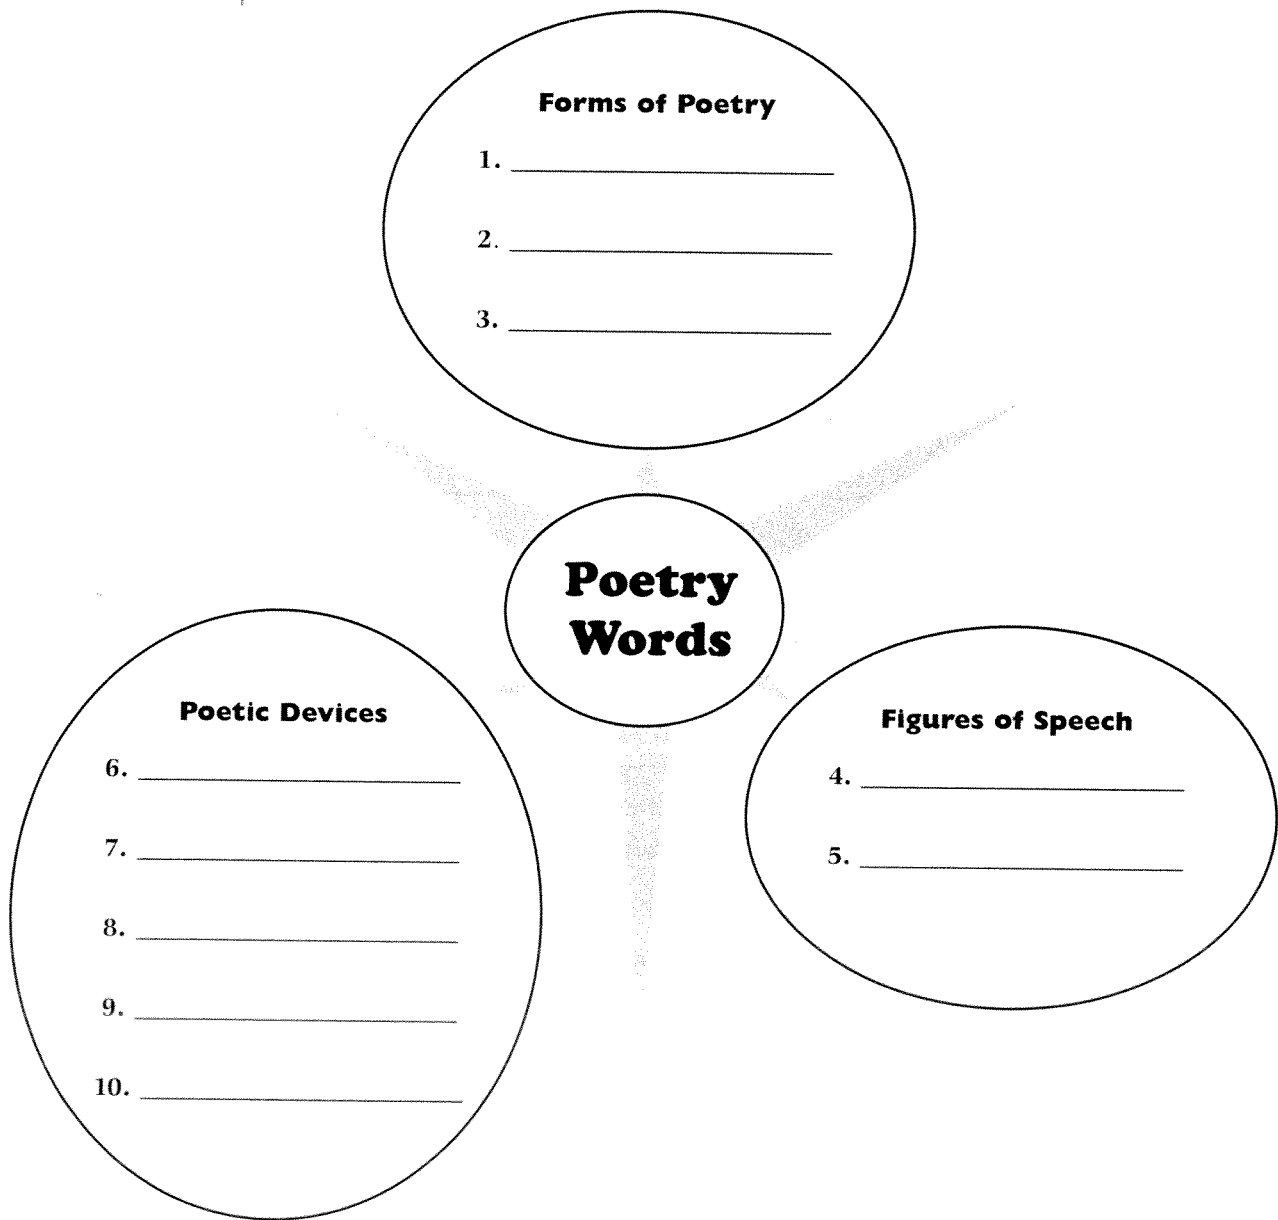 Forms of Poetry
1.
2.
3.
Poetry
Words
Poetic Devices
6.
7.
8.
9.
10.
Figures of Speech
4.
5.